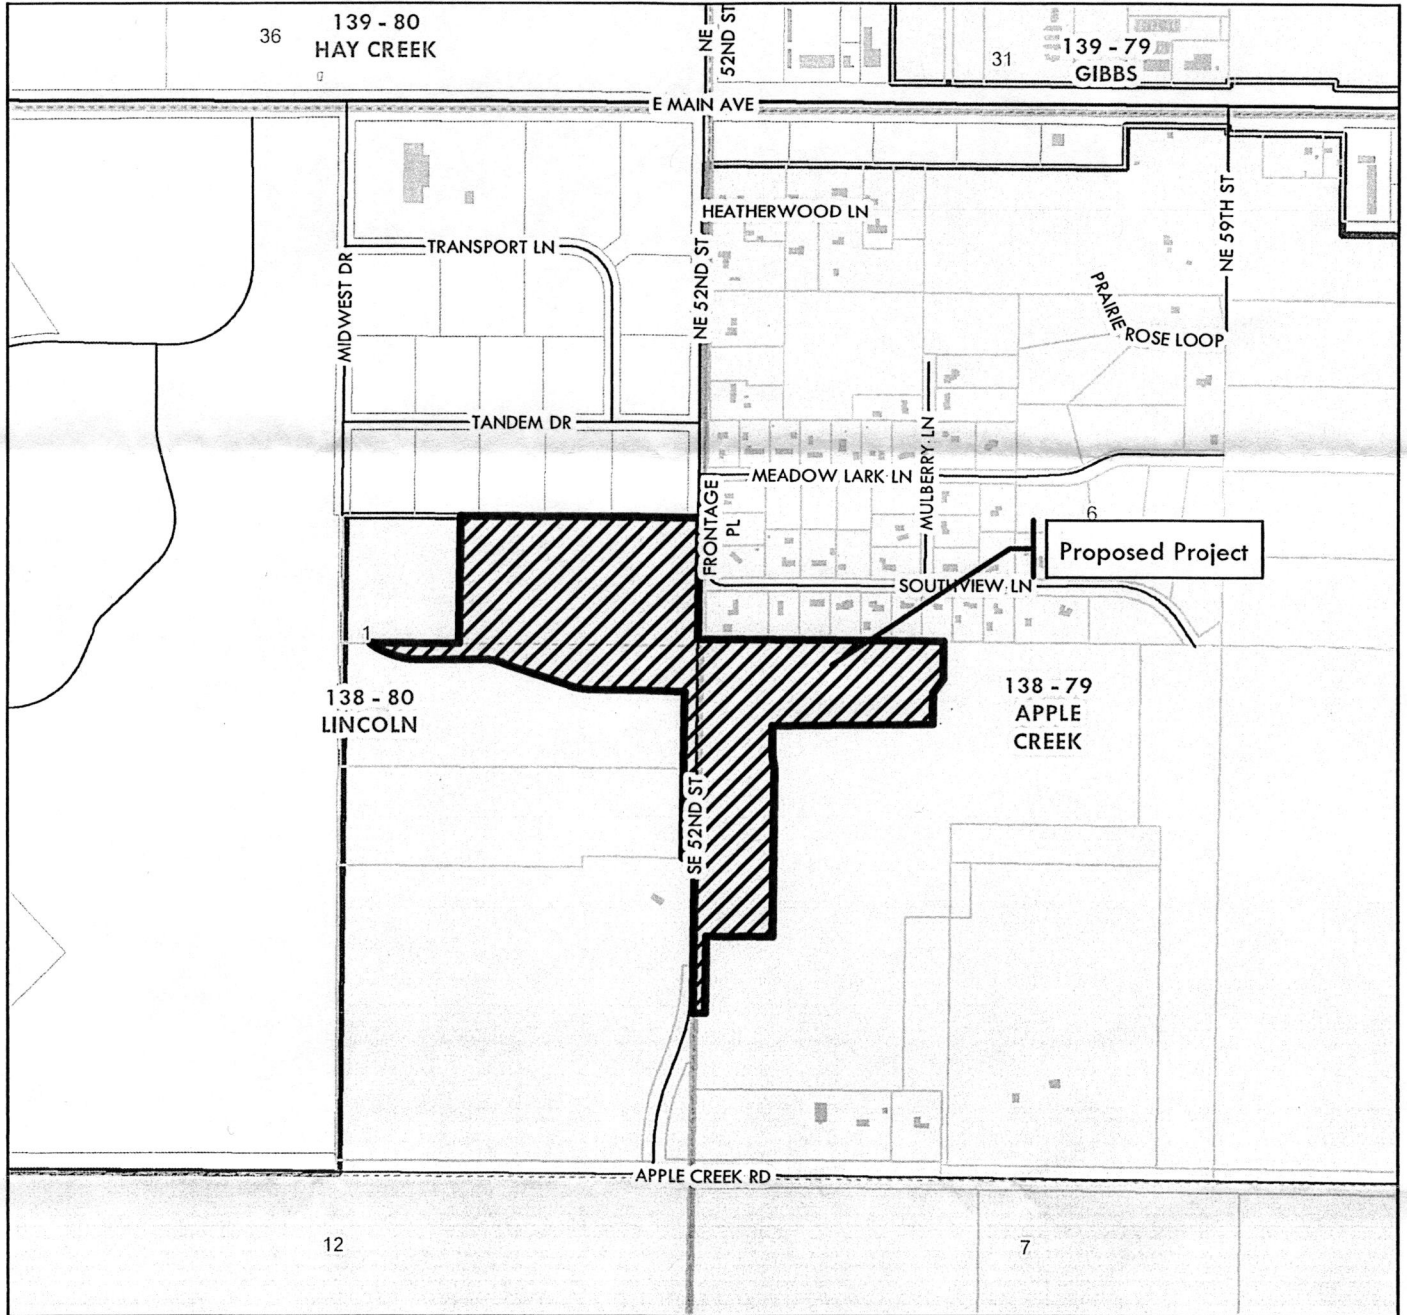 36
139 - 80
HAY CREEK
NE
52ND ST
31
139 - 79
GIBBS
E MAIN AVE
HEATHERWOOD LN
NE 59TH ST
TRANSPORT LN
MIDWEST DR
NE 52ND ST
PRAIRIE
ROSE LOOP
TANDEM DR
MULBERRY LN
MEADOW LARK LN
FRONTAGE
PL
6
Proposed Project
SOUTHVIEW LN
1
138 - 80
LINCOLN
138 - 79
APPLE
CREEK
SE 52ND ST
APPLE CREEK RD
12
7